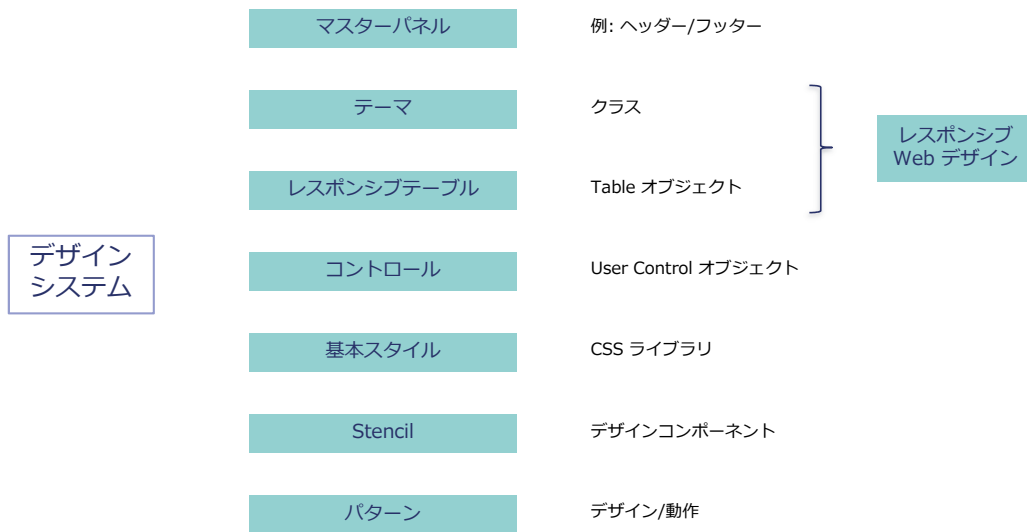 マスターパネル
例: ヘッダー/フッター
テーマ
クラス
レスポンシブ
Web デザイン
レスポンシブテーブル
Table オブジェクト
デザイン
システム
コントロール
User Control オブジェクト
基本スタイル
CSS ライブラリ
Stencil
デザインコンポーネント
パターン
デザイン/動作